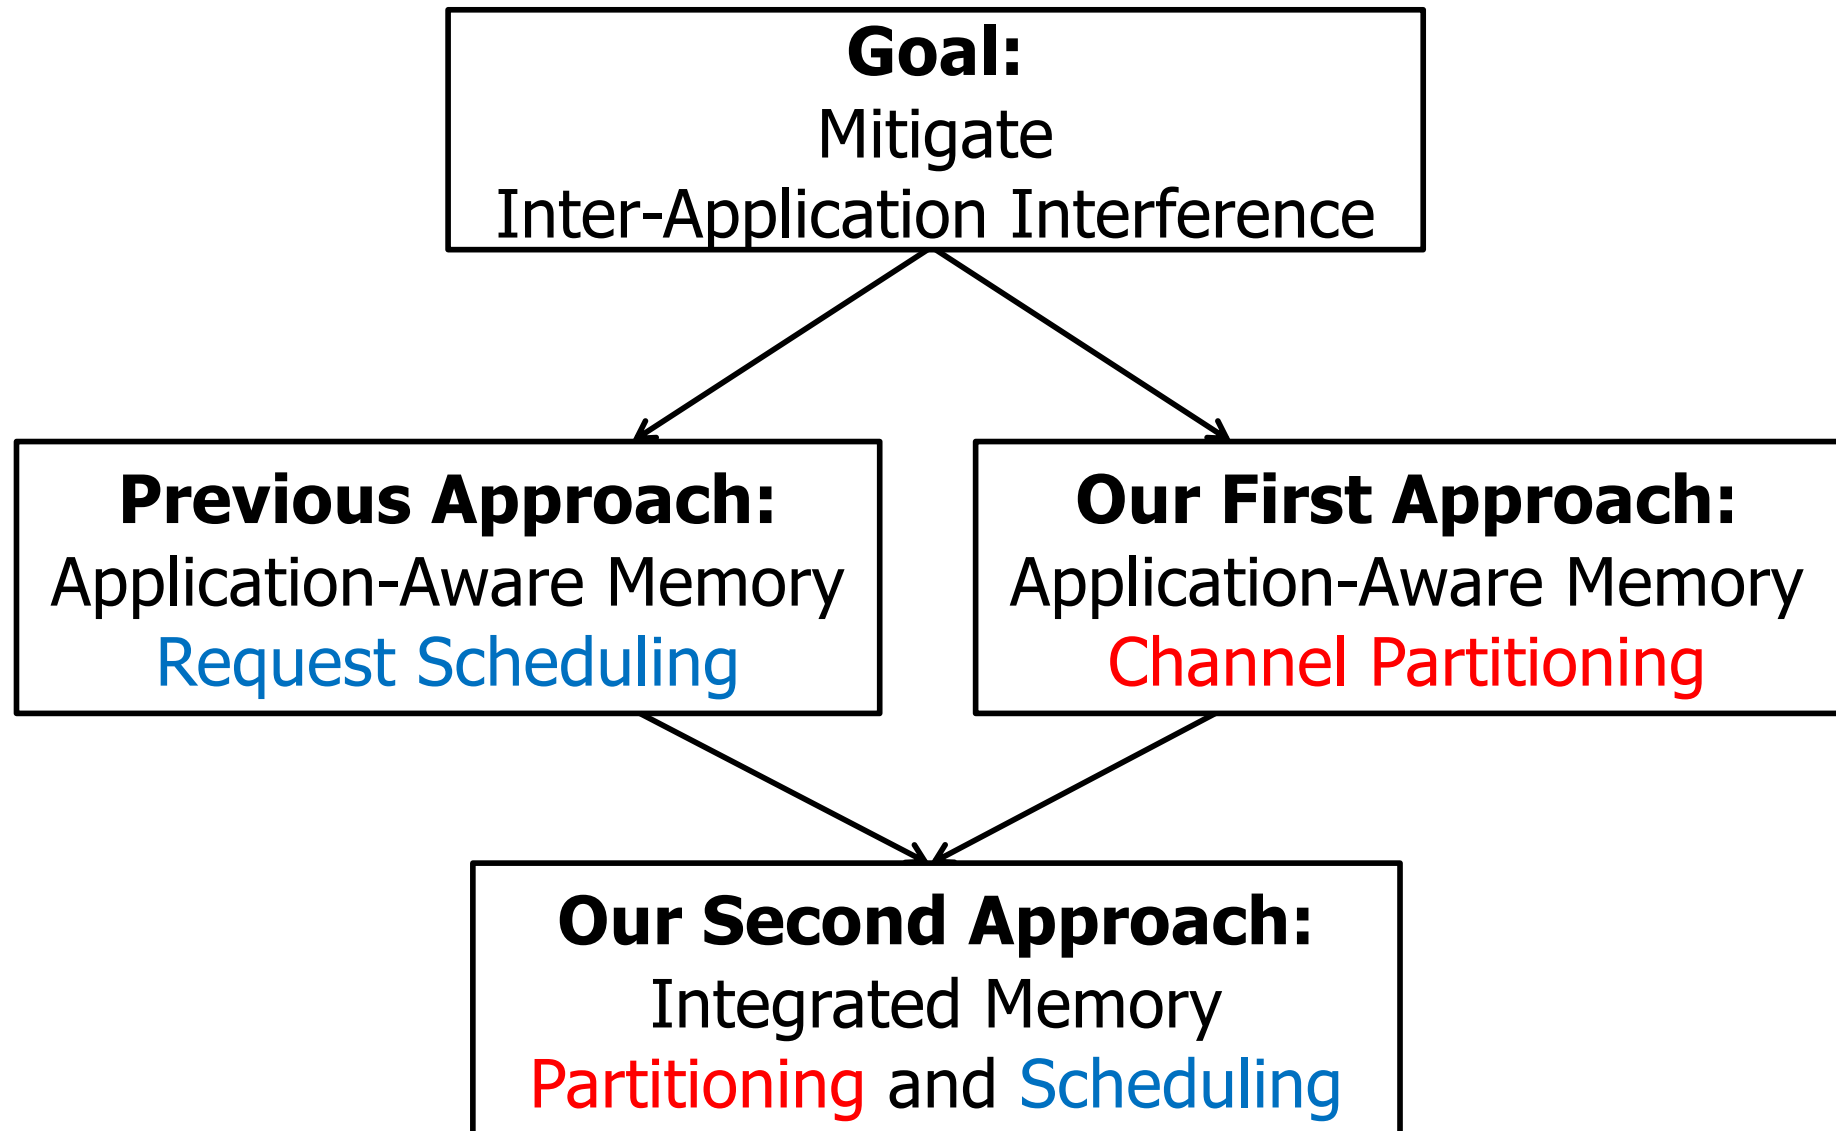 Goal:
Mitigate
Inter-Application Interference
Previous Approach:
Application-Aware Memory
Request Scheduling
Our First Approach:
Application-Aware Memory
Channel Partitioning
Our Second Approach:
Integrated Memory
Partitioning and Scheduling